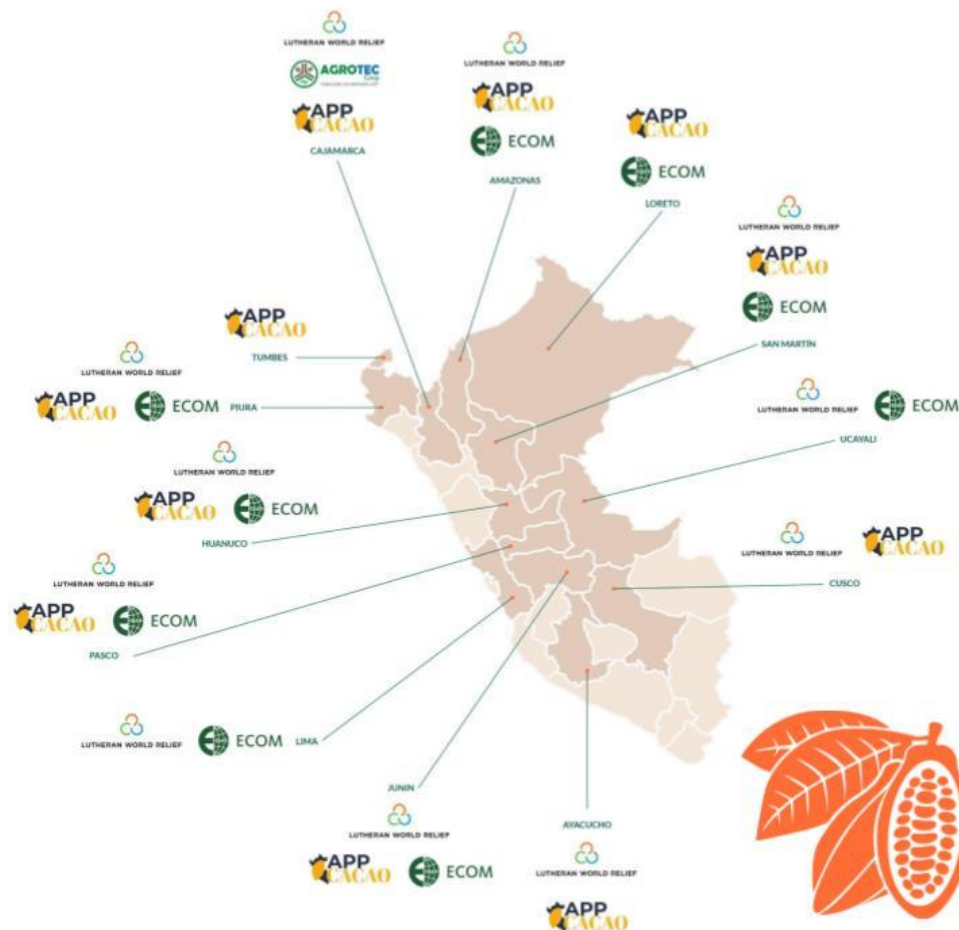 LUTHERAN WORLD RELIEF
AGROTEC
APP
CACAO
CAJAMARCA
LUTHERAN WORLD RELIEF
APP
CACAO
ECOM
AMAZONAS
APP
CACAO
ECOM
LORETO
LUTHERAN WORLD RELIEF
APP
CACAO
ECOM
SAN MARTÍN
APP
CACAO
TUMBES
LUTHERAN WORLD RELIEF
APP
CACAO
ECOM
PIURA
LUTHERAN WORLD RELIEF
ECOM
UCAYALI
LUTHERAN WORLD RELIEF
APP
CACAO
ECOM
HUANUCO
LUTHERAN WORLD RELIEF
APP
CACAO
CUSCO
LUTHERAN WORLD RELIEF
APP
CACAO
ECOM
PASCO
LUTHERAN WORLD RELIEF
ECOM
LIMA
JUNIN
LUTHERAN WORLD RELIEF
APP
CACAO
ECOM
AYACUCHO
LUTHERAN WORLD RELIEF
APP
CACAO